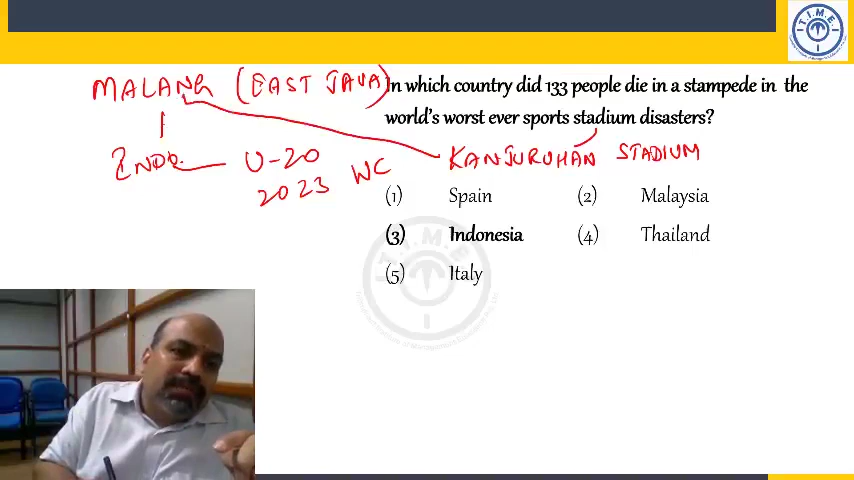 T.I.M.E.
MALANG (EAST JAVA)
In which country did 133 people die in a stampede in the
world's worst ever sports stadium disasters?
INDO. U-20 WC
2023
KANJURUHAN STADIUM
(1) Spain (2) Malaysia
(3) Indonesia (4) Thailand
(5) Italy
T.I.M.E.